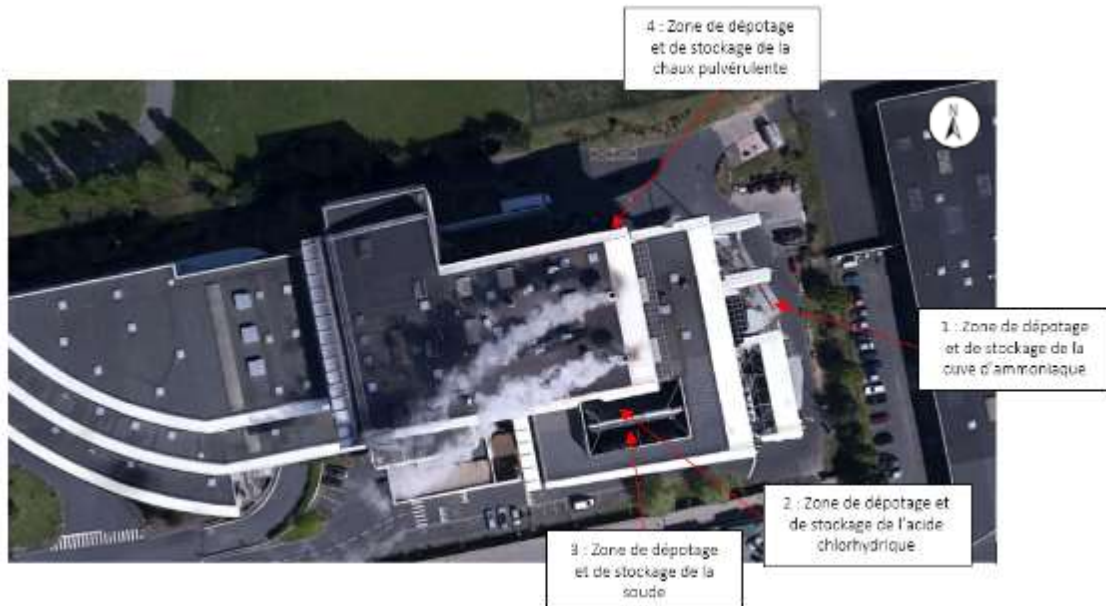 4 : Zone de dépotage
et de stockage de la
chaux pulvérulente
N
1 : Zone de dépotage
et de stockage de la
cuve d'ammoniaque
2 : Zone de dépotage et
de stockage de l'acide
chlorhydrique
3 : Zone de dépotage
et de stockage de la
soude